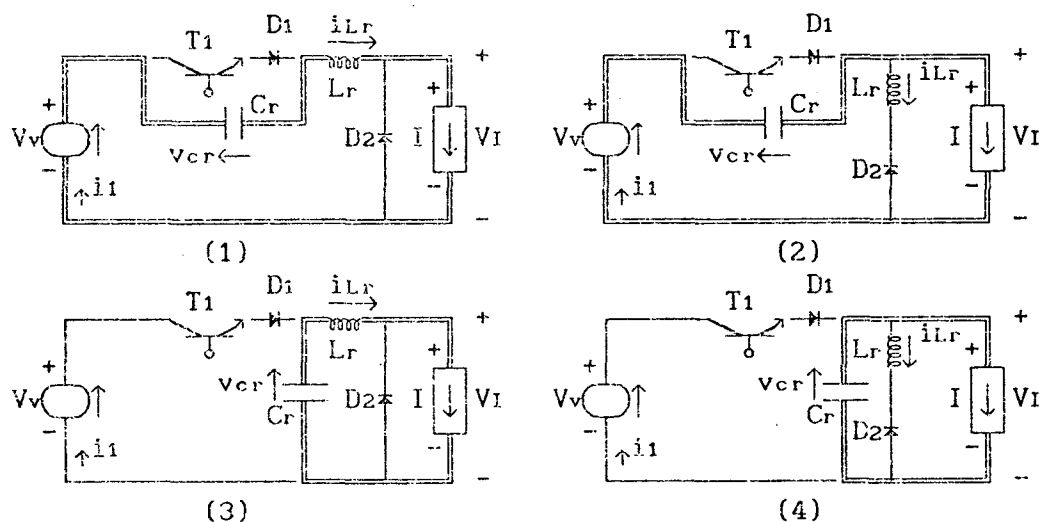 D1 iLr
T1
+
Lr
+
Cr
Vv
D2
I
VI
vcr
-
-
i1
-
(1)
D1
T1
+
iLr
Lr
+
Cr
Vv
I
VI
vcr
D2
-
-
i1
-
(2)
D1 iLr
T1
+
Lr
+
+
vcr
Vv
D2
I
VI
Cr
-
-
i1
-
(3)
D1
T1
+
iLr
Lr
+
+
vcr
Vv
I
VI
Cr
D2
-
-
i1
-
(4)